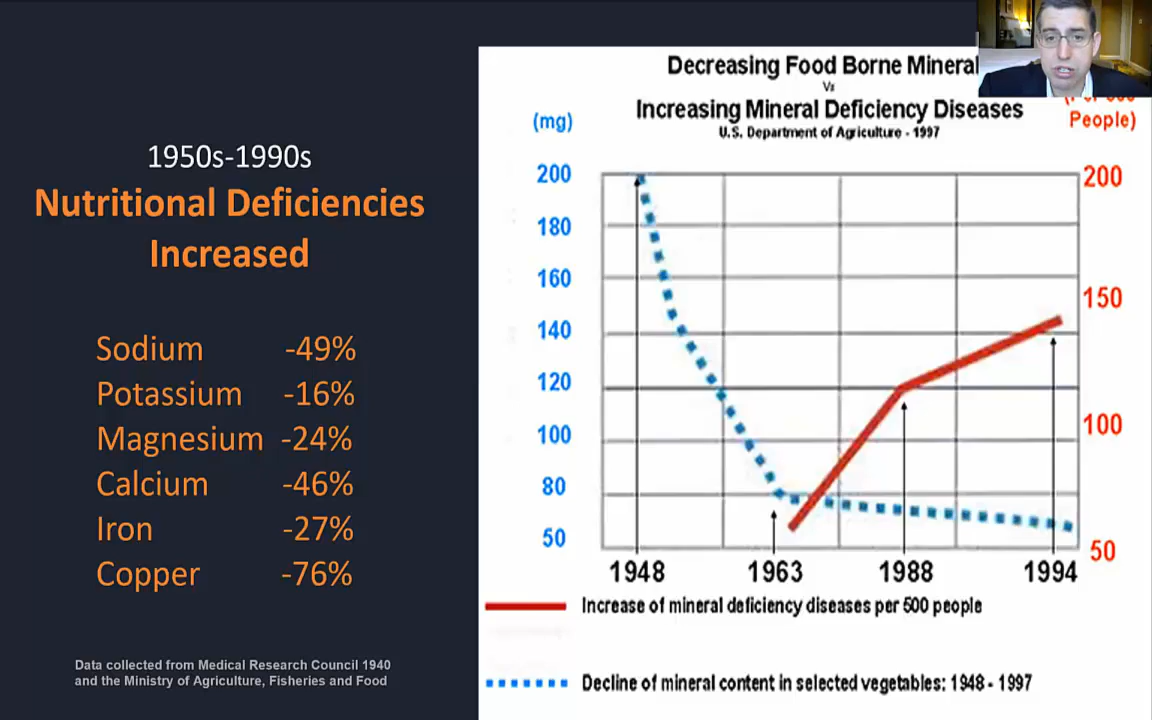 1950s-1990s
Nutritional Deficiencies
Increased
Sodium -49%
Potassium -16%
Magnesium -24%
Calcium -46%
Iron -27%
Copper -76%
Data collected from Medical Research Council 1940
and the Ministry of Agriculture, Fisheries and Food
Decreasing Food Borne Mineral
Vs
Increasing Mineral Deficiency Diseases
U.S. Department of Agriculture - 1997
(mg)
People)
200
180
160
140
120
100
80
50
200
150
100
50
1948 1963 1988 1994
Increase of mineral deficiency diseases per 500 people
Decline of mineral content in selected vegetables: 1948 - 1997